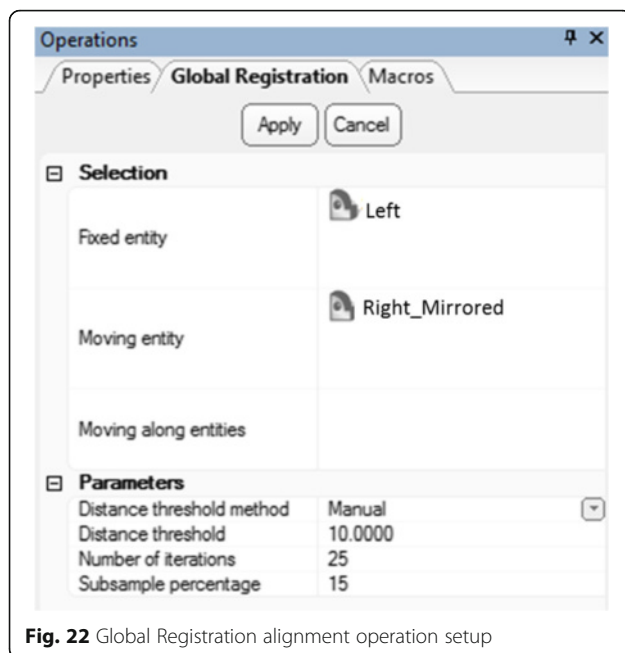 Operations
Properties Global Registration Macros
Apply Cancel
Selection
Fixed entity Left
Moving entity Right_Mirrored
Moving along entities
Parameters
Distance threshold method Manual
Distance threshold 10.0000
Number of iterations 25
Subsample percentage 15
Fig. 22 Global Registration alignment operation setup